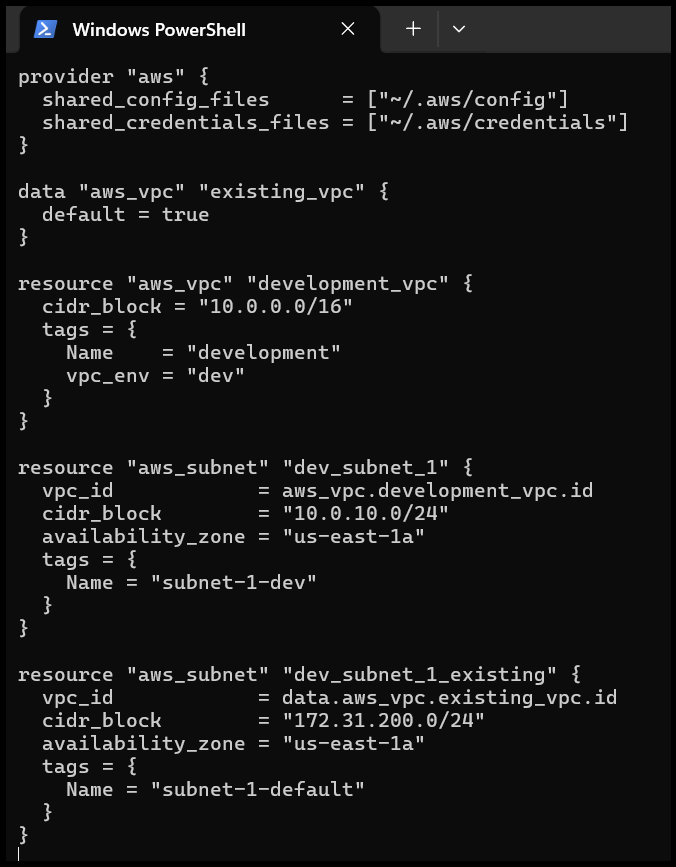 Windows PowerShell
provider "aws" {
  shared_config_files      = ["~/.aws/config"]
  shared_credentials_files = ["~/.aws/credentials"]
}

data "aws_vpc" "existing_vpc" {
  default = true
}

resource "aws_vpc" "development_vpc" {
  cidr_block = "10.0.0.0/16"
  tags = {
    Name    = "development"
    vpc_env = "dev"
  }
}

resource "aws_subnet" "dev_subnet_1" {
  vpc_id            = aws_vpc.development_vpc.id
  cidr_block        = "10.0.10.0/24"
  availability_zone = "us-east-1a"
  tags = {
    Name = "subnet-1-dev"
  }
}

resource "aws_subnet" "dev_subnet_1_existing" {
  vpc_id            = data.aws_vpc.existing_vpc.id
  cidr_block        = "172.31.200.0/24"
  availability_zone = "us-east-1a"
  tags = {
    Name = "subnet-1-default"
  }
}